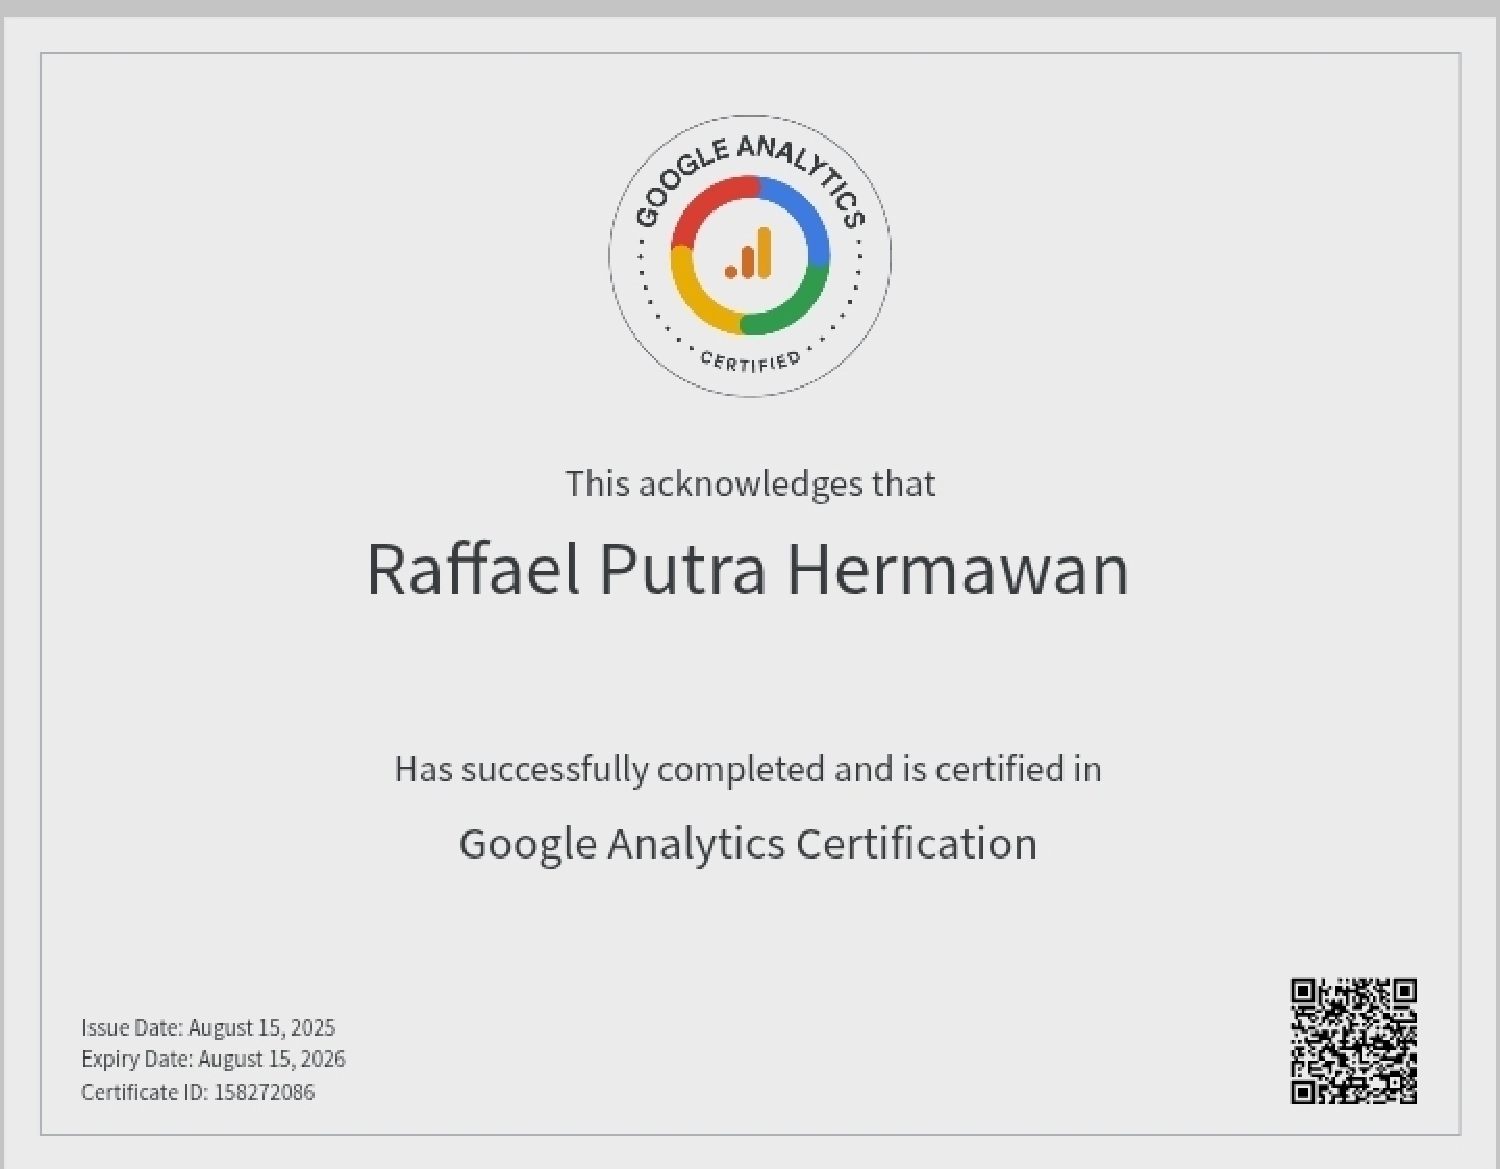 GOOGLE ANALYTICS
CERTIFIED
This acknowledges that
Raffael Putra Hermawan
Has successfully completed and is certified in
Google Analytics Certification
Issue Date: August 15, 2025
Expiry Date: August 15, 2026
Certificate ID: 158272086